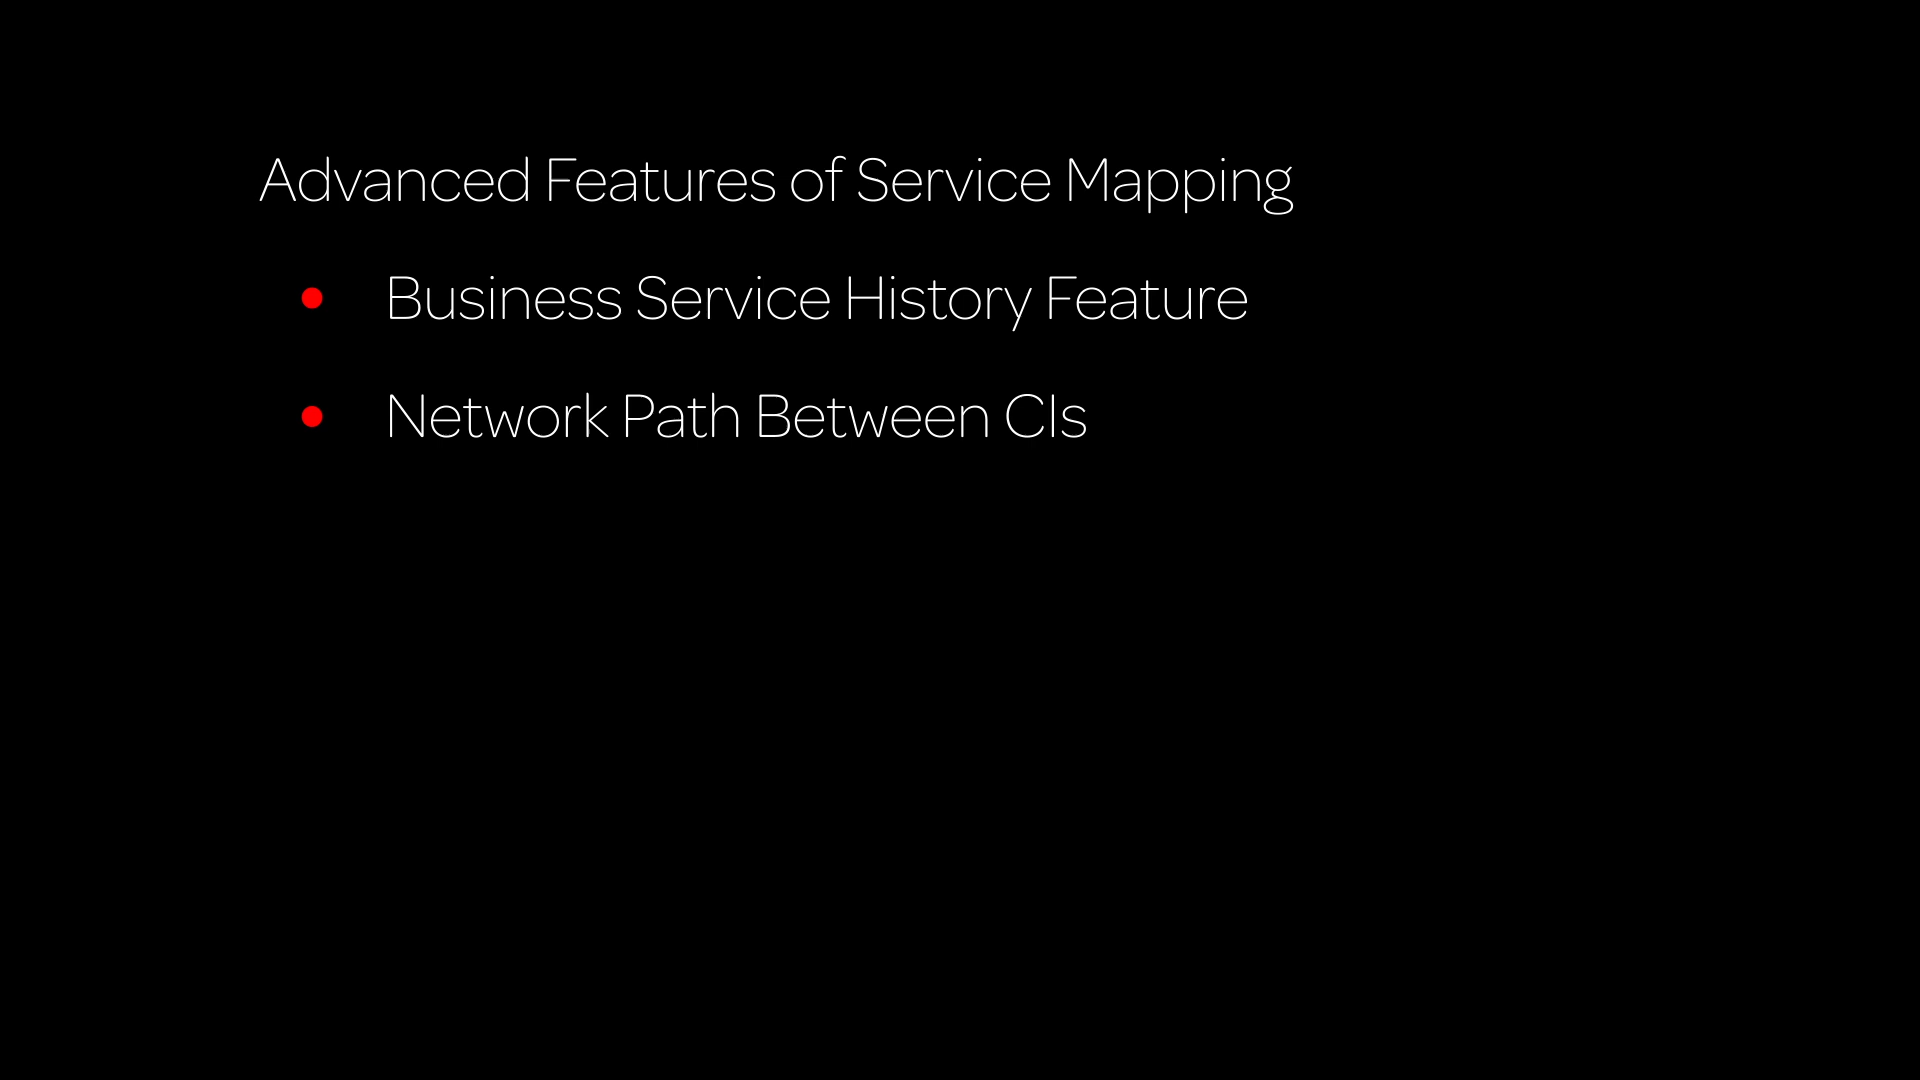 Advanced Features of Service Mapping
• Business Service History Feature
• Network Path Between CIs